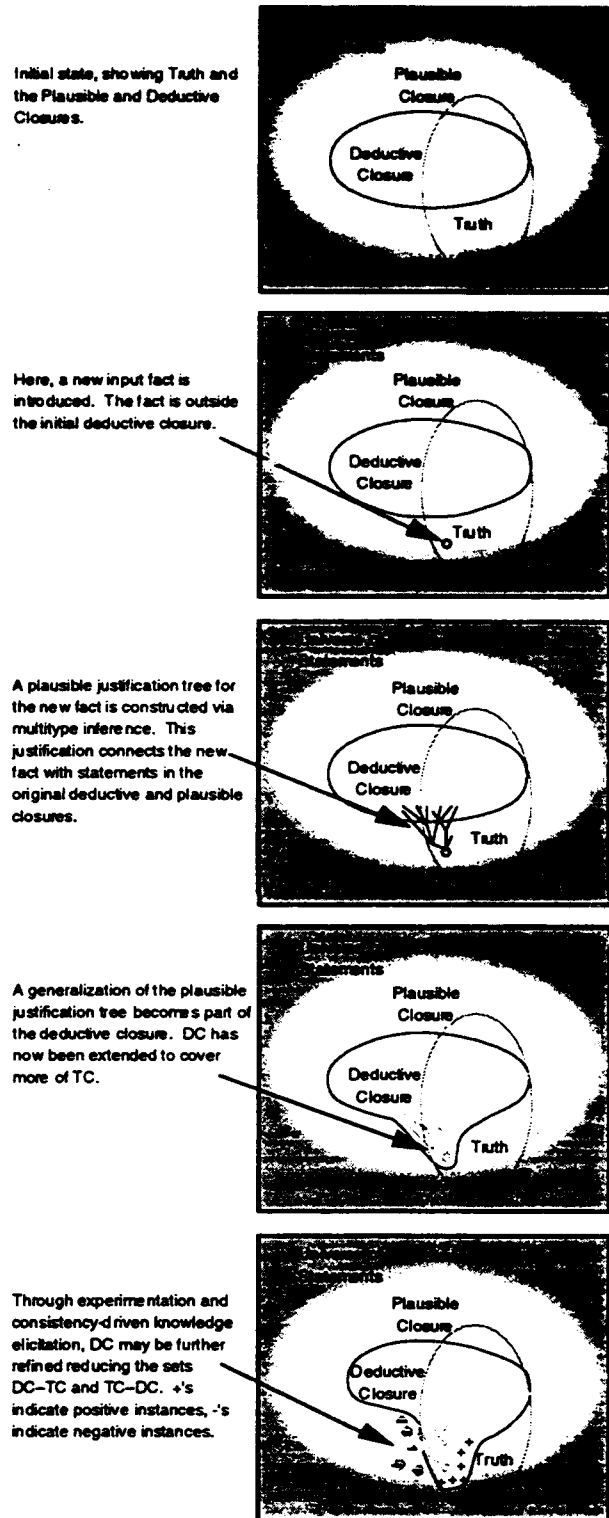 Initial state, showing Truth and
the Plausible and Deductive
Closures.
Plausible
Closure
Deductive
Closure
Truth
Here, a new input fact is
introduced. The fact is outside
the initial deductive closure.
Plausible
Closure
Deductive
Closure
Truth
A plausible justification tree for
the new fact is constructed via
multitype inference. This
justification connects the new
fact with statements in the
original deductive and plausible
closures.
Statements
Plausible
Closure
Deductive
Closure
Truth
A generalization of the plausible
justification tree becomes part of
the deductive closure. DC has
now been extended to cover
more of TC.
Statements
Plausible
Closure
Deductive
Closure
Truth
Through experimentation and
consistency-driven knowledge
elicitation, DC may be further
refined reducing the sets
DC–TC and TC–DC. +'s
indicate positive instances, -'s
indicate negative instances.
Statements
Plausible
Closure
Deductive
Closure
Truth